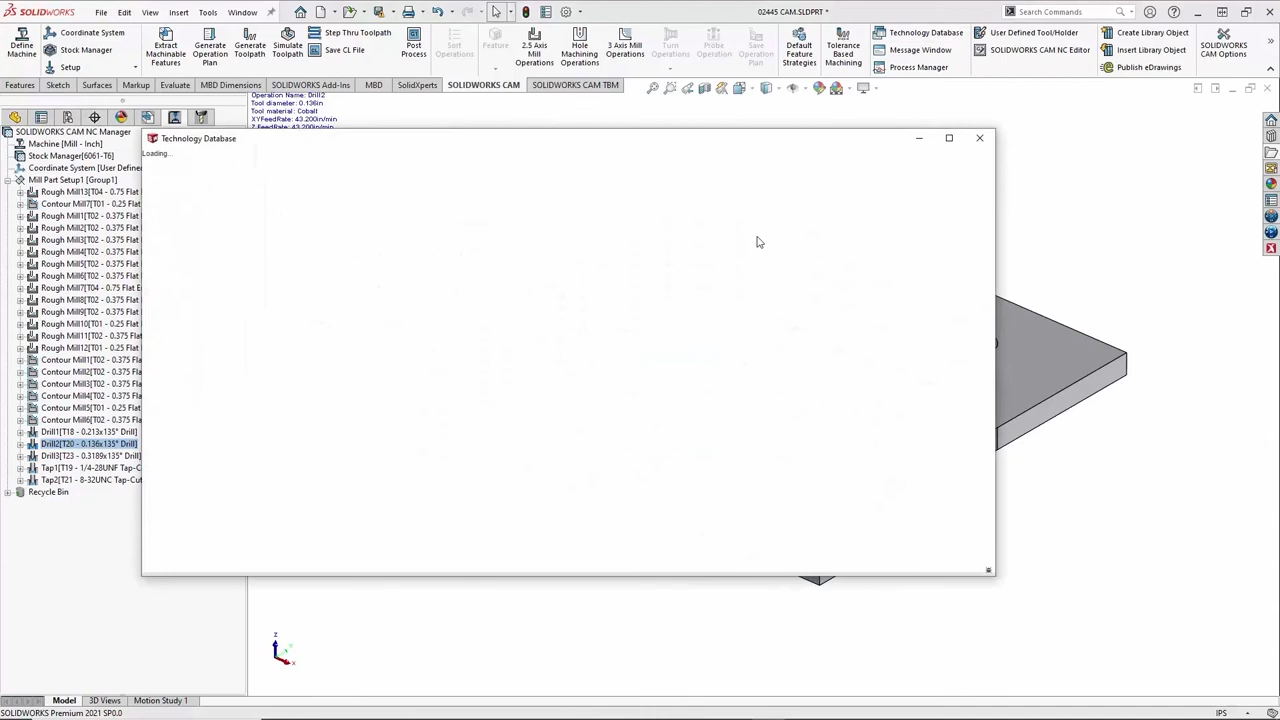 SOLIDWORKS
File
Edit
View
Insert
Tools
Window
02445 CAM.SLDPRT *
Search Commands
Define Machine
Coordinate System
Stock Manager
Setup
Extract Machinable Features
Generate Operation Plan
Generate Toolpath
Simulate Toolpath
Step Thru Toolpath
Save CL File
Post Process
Sort Operations
Feature
2.5 Axis Mill Operations
Hole Machining Operations
3 Axis Mill Operations
Turn Operations
Probe Operation
Save Operation Plan
Default Feature Strategies
Tolerance Based Machining
Technology Database
Message Window
Process Manager
User Defined Tool/Holder
SOLIDWORKS CAM NC Editor
Create Library Object
Insert Library Object
Publish eDrawings
SOLIDWORKS CAM Options
Features
Sketch
Surfaces
Markup
Evaluate
MBD Dimensions
SOLIDWORKS Add-Ins
MBD
SolidXperts
SOLIDWORKS CAM
SOLIDWORKS CAM TBM
Operation Name: Drill2
Tool diameter: 0.136in
Tool material: Cobalt
XYFeedRate: 43.200in/min
Z FeedRate: 43.200in/min
Technology Database
Loading...
SOLIDWORKS CAM NC Manager
Machine [Mill - Inch]
Stock Manager[6061-T6]
Coordinate System [User Define
Mill Part Setup1 [Group1]
Rough Mill13[T04 - 0.75 Flat
Contour Mill7[T01 - 0.25 Flat
Rough Mill1[T02 - 0.375 Flat
Rough Mill2[T02 - 0.375 Flat
Rough Mill3[T02 - 0.375 Flat
Rough Mill4[T02 - 0.375 Flat
Rough Mill5[T02 - 0.375 Flat
Rough Mill6[T02 - 0.375 Flat
Rough Mill7[T04 - 0.75 Flat E
Rough Mill8[T02 - 0.375 Flat
Rough Mill9[T02 - 0.375 Flat
Rough Mill10[T01 - 0.25 Flat
Rough Mill11[T02 - 0.375 Flat
Rough Mill12[T01 - 0.25 Flat
Contour Mill1[T02 - 0.375 Fla
Contour Mill2[T02 - 0.375 Fla
Contour Mill3[T02 - 0.375 Fla
Contour Mill4[T02 - 0.375 Fla
Contour Mill5[T01 - 0.25 Flat
Contour Mill6[T02 - 0.375 Fla
Drill1[T18 - 0.213x135° Drill]
Drill2[T20 - 0.136x135° Drill]
Drill3[T23 - 0.3189x135° Drill]
Tap1[T19 - 1/4-28UNF Tap-C
Tap2[T21 - 8-32UNC Tap-Cut
Recycle Bin
Z
Y
X
Model
3D Views
Motion Study 1
SOLIDWORKS Premium 2021 SP0.0
IPS